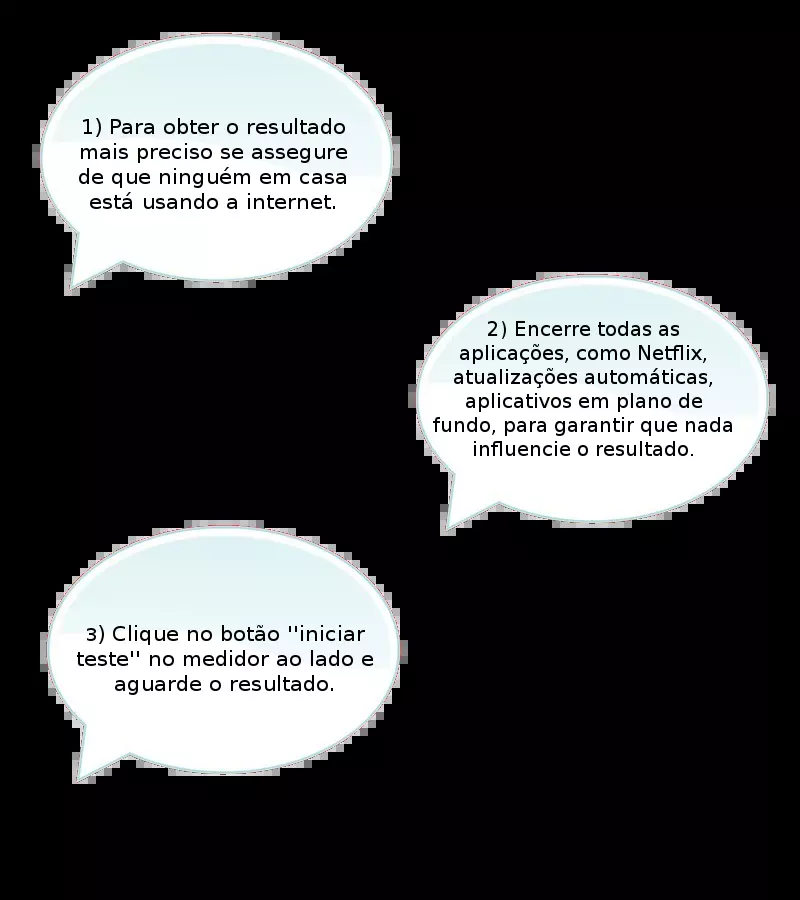 1) Para obter o resultado
mais preciso se assegure
de que ninguém em casa
está usando a internet.
2) Encerre todas as
aplicações, como Netflix,
atualizações automáticas,
aplicativos em plano de
fundo, para garantir que nada
influencie o resultado.
3) Clique no botão ''iniciar
teste'' no medidor ao lado e
aguarde o resultado.